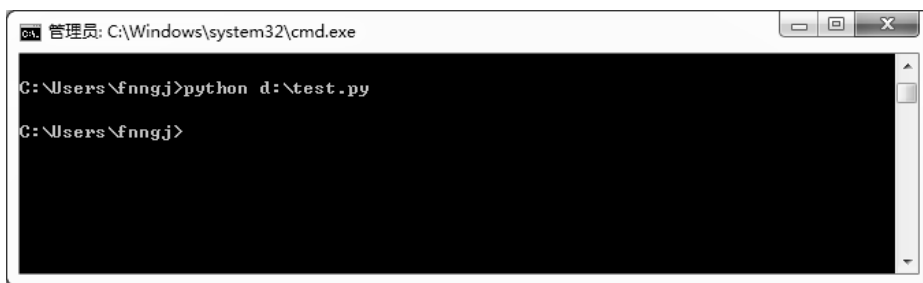 管理员: C:\Windows\system32\cmd.exe
C:\Users\fnngj>python d:\test.py
C:\Users\fnngj>